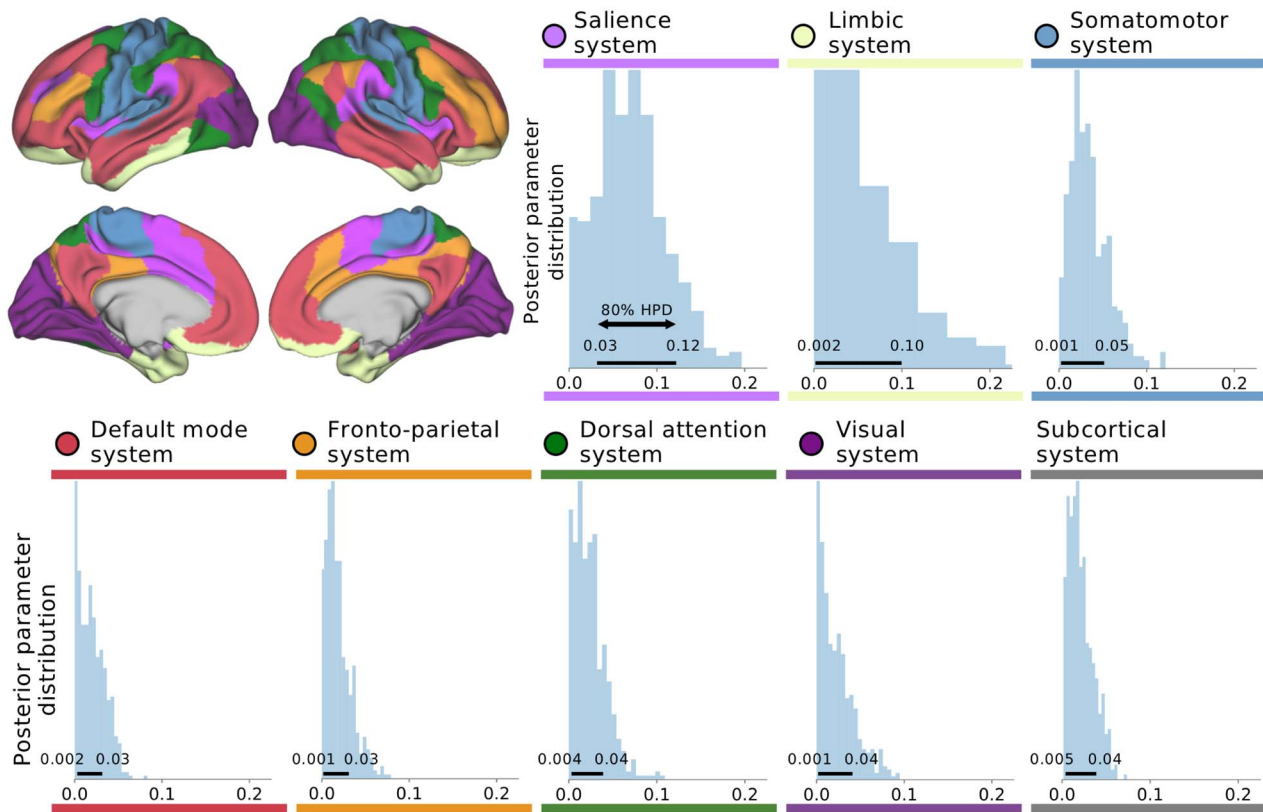 Salience
system
Limbic
system
Somatomotor
system
Posterior parameter
distribution
80% HPD
0.03 0.12
0.002 0.10
0.001 0.05
0.0 0.1 0.2
0.0 0.1 0.2
0.0 0.1 0.2
Default mode
system
Fronto-parietal
system
Dorsal attention
system
Visual
system
Subcortical
system
Posterior parameter
distribution
0.002 0.03
0.001 0.03
0.004 0.04
0.001 0.04
0.005 0.04
0.0 0.1 0.2
0.0 0.1 0.2
0.0 0.1 0.2
0.0 0.1 0.2
0.0 0.1 0.2